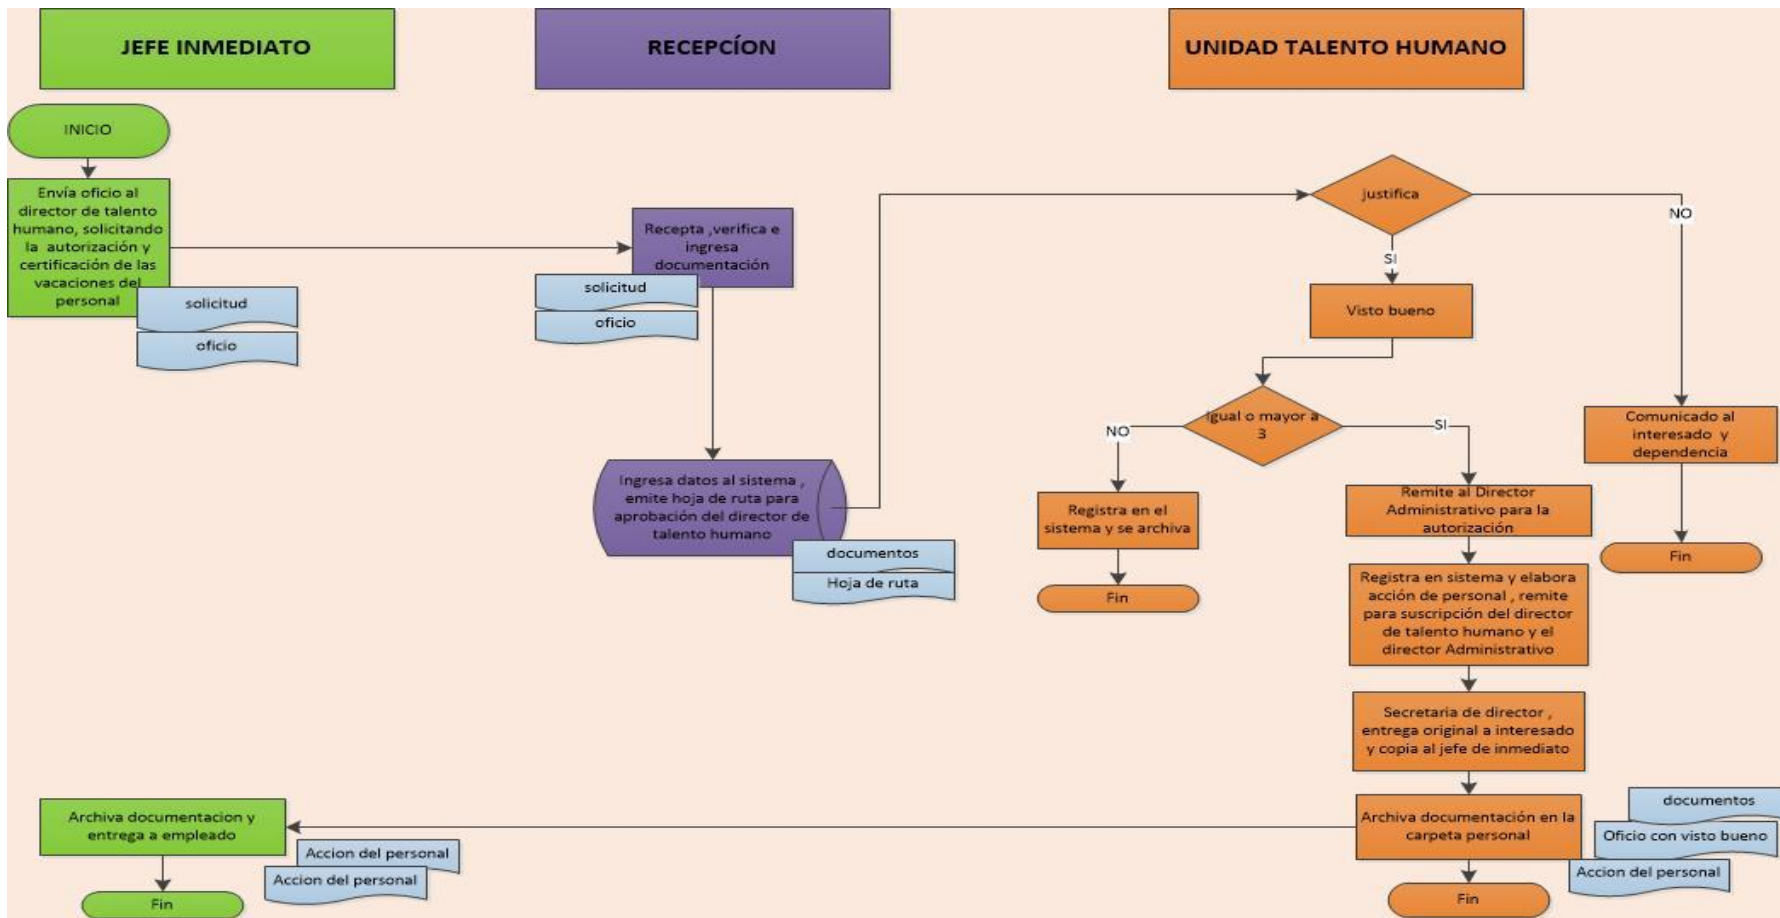 JEFE INMEDIATO
RECEPCÍON
UNIDAD TALENTO HUMANO
INICIO
Envía oficio al
director de talento
humano, solicitando
la autorización y
certificación de las
vacaciones del
personal
solicitud
oficio
Recepta ,verifica e
ingresa
documentación
solicitud
oficio
Ingresa datos al sistema ,
emite hoja de ruta para
aprobación del director de
talento humano
documentos
Hoja de ruta
justifica
NO
SI
Visto bueno
Igual o mayor a
3
NO
SI
Comunicado al
interesado y
dependencia
Fin
Registra en el
sistema y se archiva
Fin
Remite al Director
Administrativo para la
autorización
Registra en sistema y elabora
acción de personal , remite
para suscripción del director
de talento humano y el
director Administrativo
Secretaria de director ,
entrega original a interesado
y copia al jefe de inmediato
Archiva documentación en la
carpeta personal
documentos
Oficio con visto bueno
Accion del personal
Fin
Archiva documentacion y
entrega a empleado
Accion del personal
Accion del personal
Fin